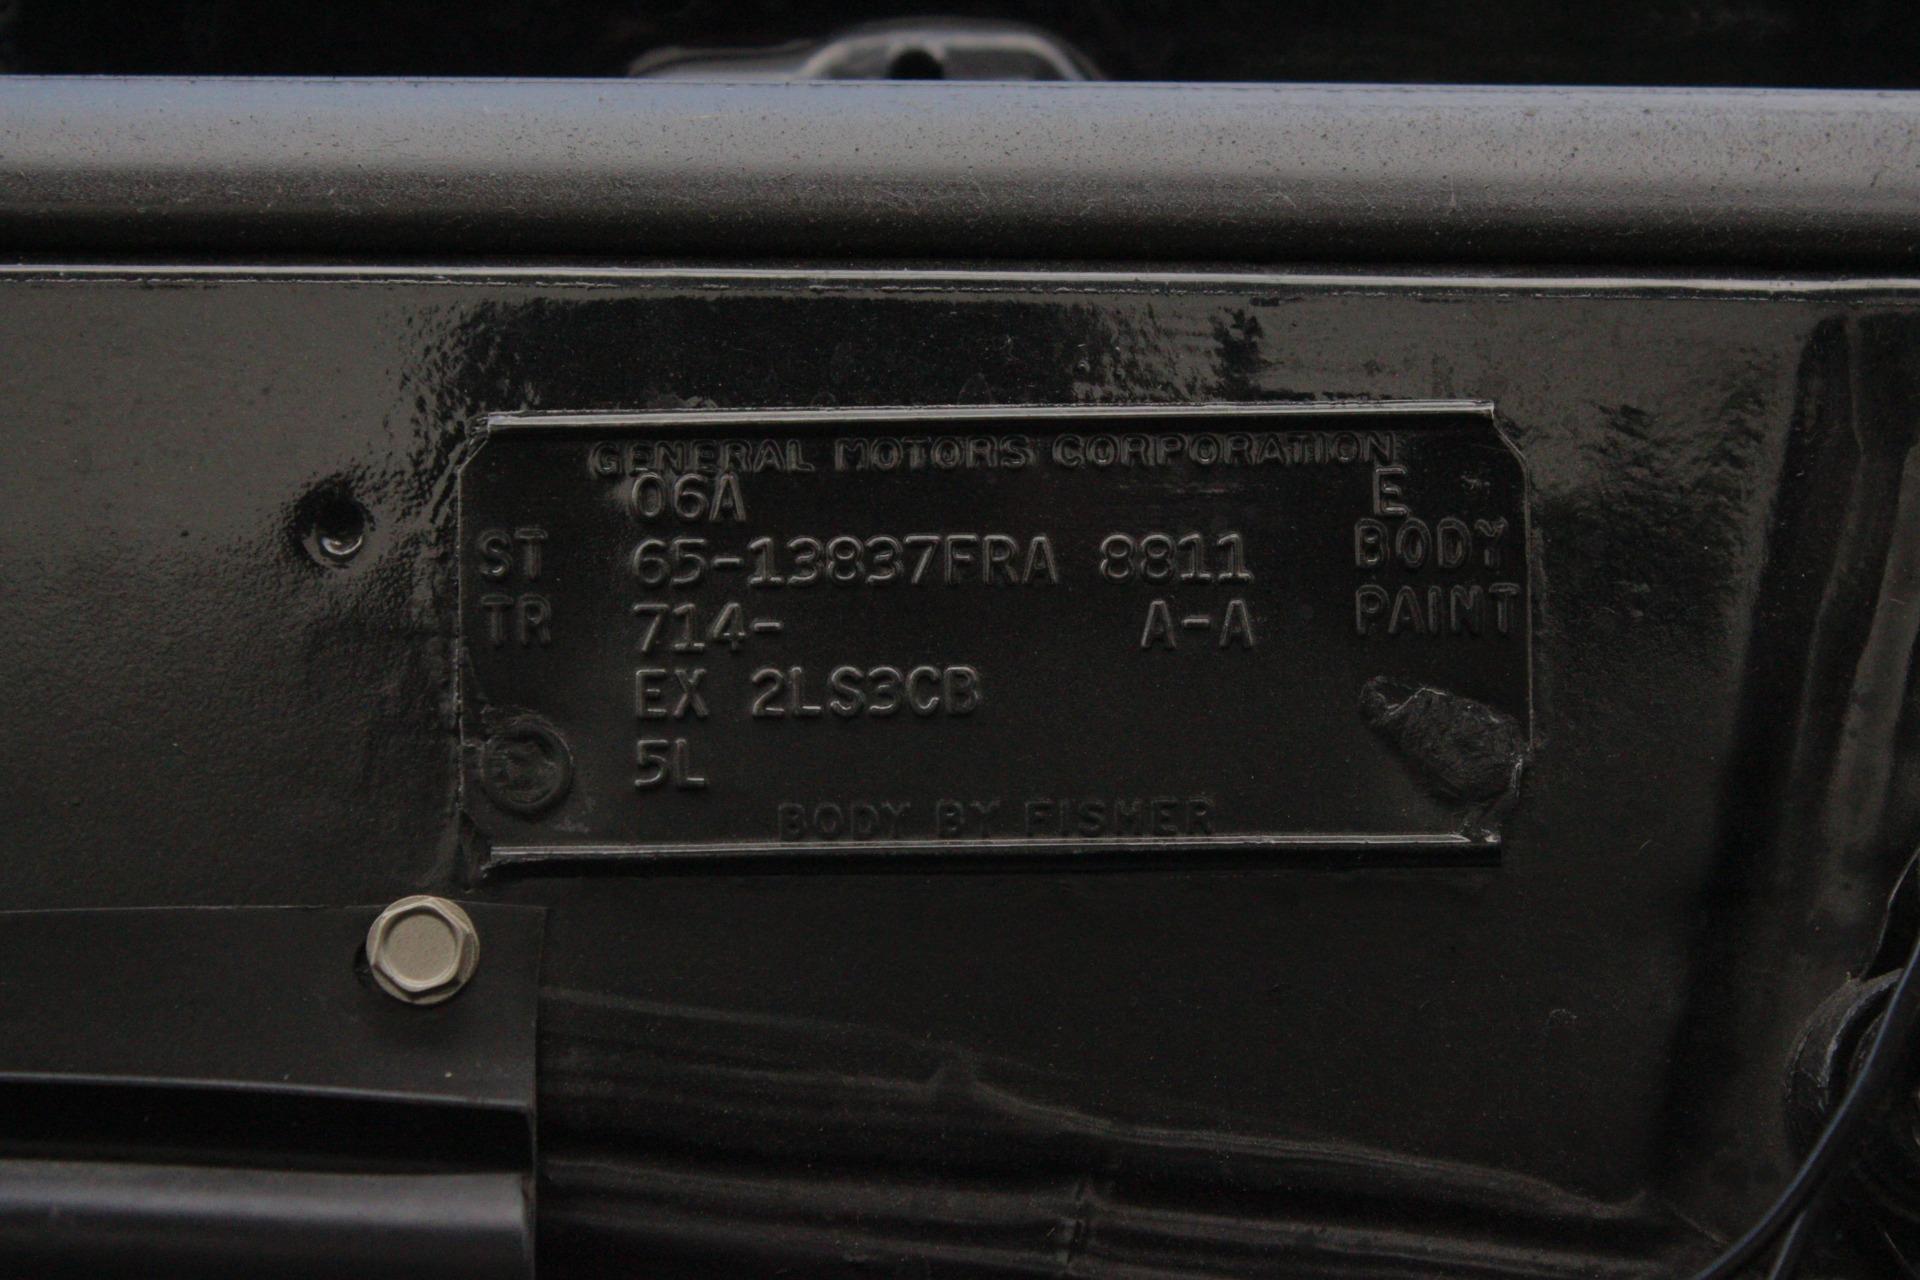 GENERAL MOTORS CORPORATION
06A E
ST 65-13837FRA 8811 BODY
TR 714- A-A PAINT
EX 2LS3CB
5L
BODY BY FISHER